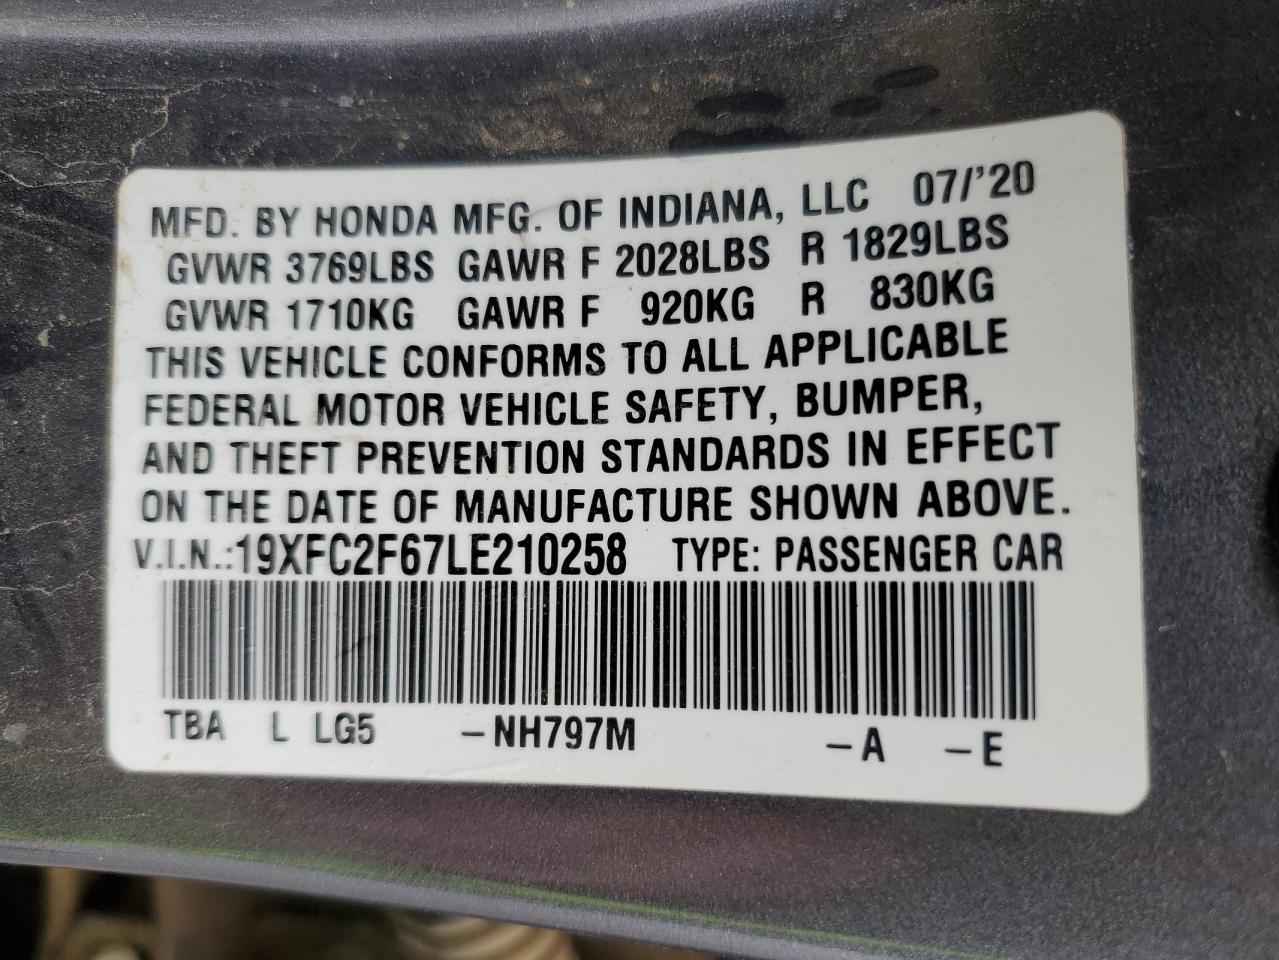 MFD. BY HONDA MFG. OF INDIANA, LLC 07/'20
GVWR 3769LBS GAWR F 2028LBS R 1829LBS
GVWR 1710KG GAWR F 920KG R 830KG
THIS VEHICLE CONFORMS TO ALL APPLICABLE
FEDERAL MOTOR VEHICLE SAFETY, BUMPER,
AND THEFT PREVENTION STANDARDS IN EFFECT
ON THE DATE OF MANUFACTURE SHOWN ABOVE.
V.I.N.:19XFC2F67LE210258 TYPE: PASSENGER CAR
TBA L LG5 -NH797M -A -E